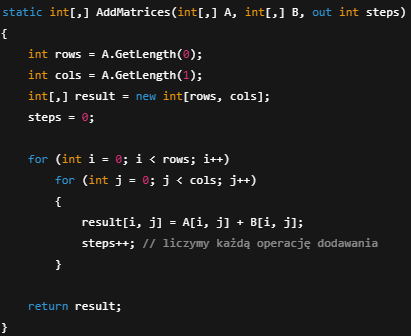 static int[,] AddMatrices(int[,] A, int[,] B, out int steps)
{
    int rows = A.GetLength(0);
    int cols = A.GetLength(1);
    int[,] result = new int[rows, cols];
    steps = 0;

    for (int i = 0; i < rows; i++)
        for (int j = 0; j < cols; j++)
        {
            result[i, j] = A[i, j] + B[i, j];
            steps++; // liczymy każdą operację dodawania
        }

    return result;
}